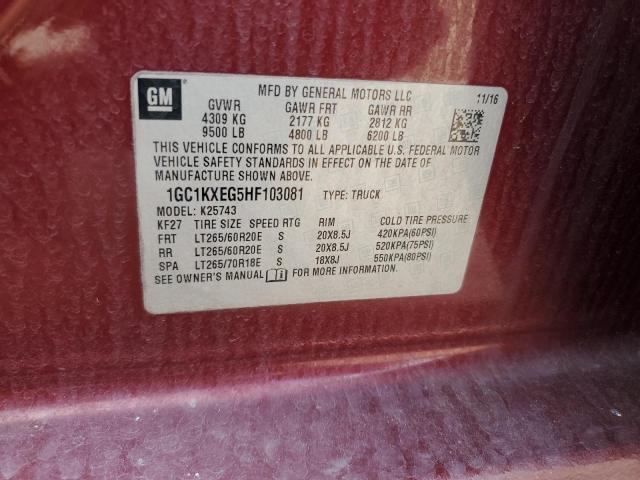 GM
MFD BY GENERAL MOTORS LLC 11/16
GVWR GAWR FRT GAWR RR
4309 KG 2177 KG 2812 KG
9500 LB 4800 LB 6200 LB
THIS VEHICLE CONFORMS TO ALL APPLICABLE U.S. FEDERAL MOTOR
VEHICLE SAFETY STANDARDS IN EFFECT ON THE DATE OF
MANUFACTURE SHOWN ABOVE.
1GC1KXEG5HF103081 TYPE: TRUCK
MODEL: K25743
KF27 TIRE SIZE SPEED RTG RIM COLD TIRE PRESSURE
FRT LT265/60R20E S 20X8.5J 420KPA(60PSI)
RR LT265/60R20E S 20X8.5J 520KPA(75PSI)
SPA LT265/70R18E S 18X8J 550KPA(80PSI)
SEE OWNER'S MANUAL FOR MORE INFORMATION.